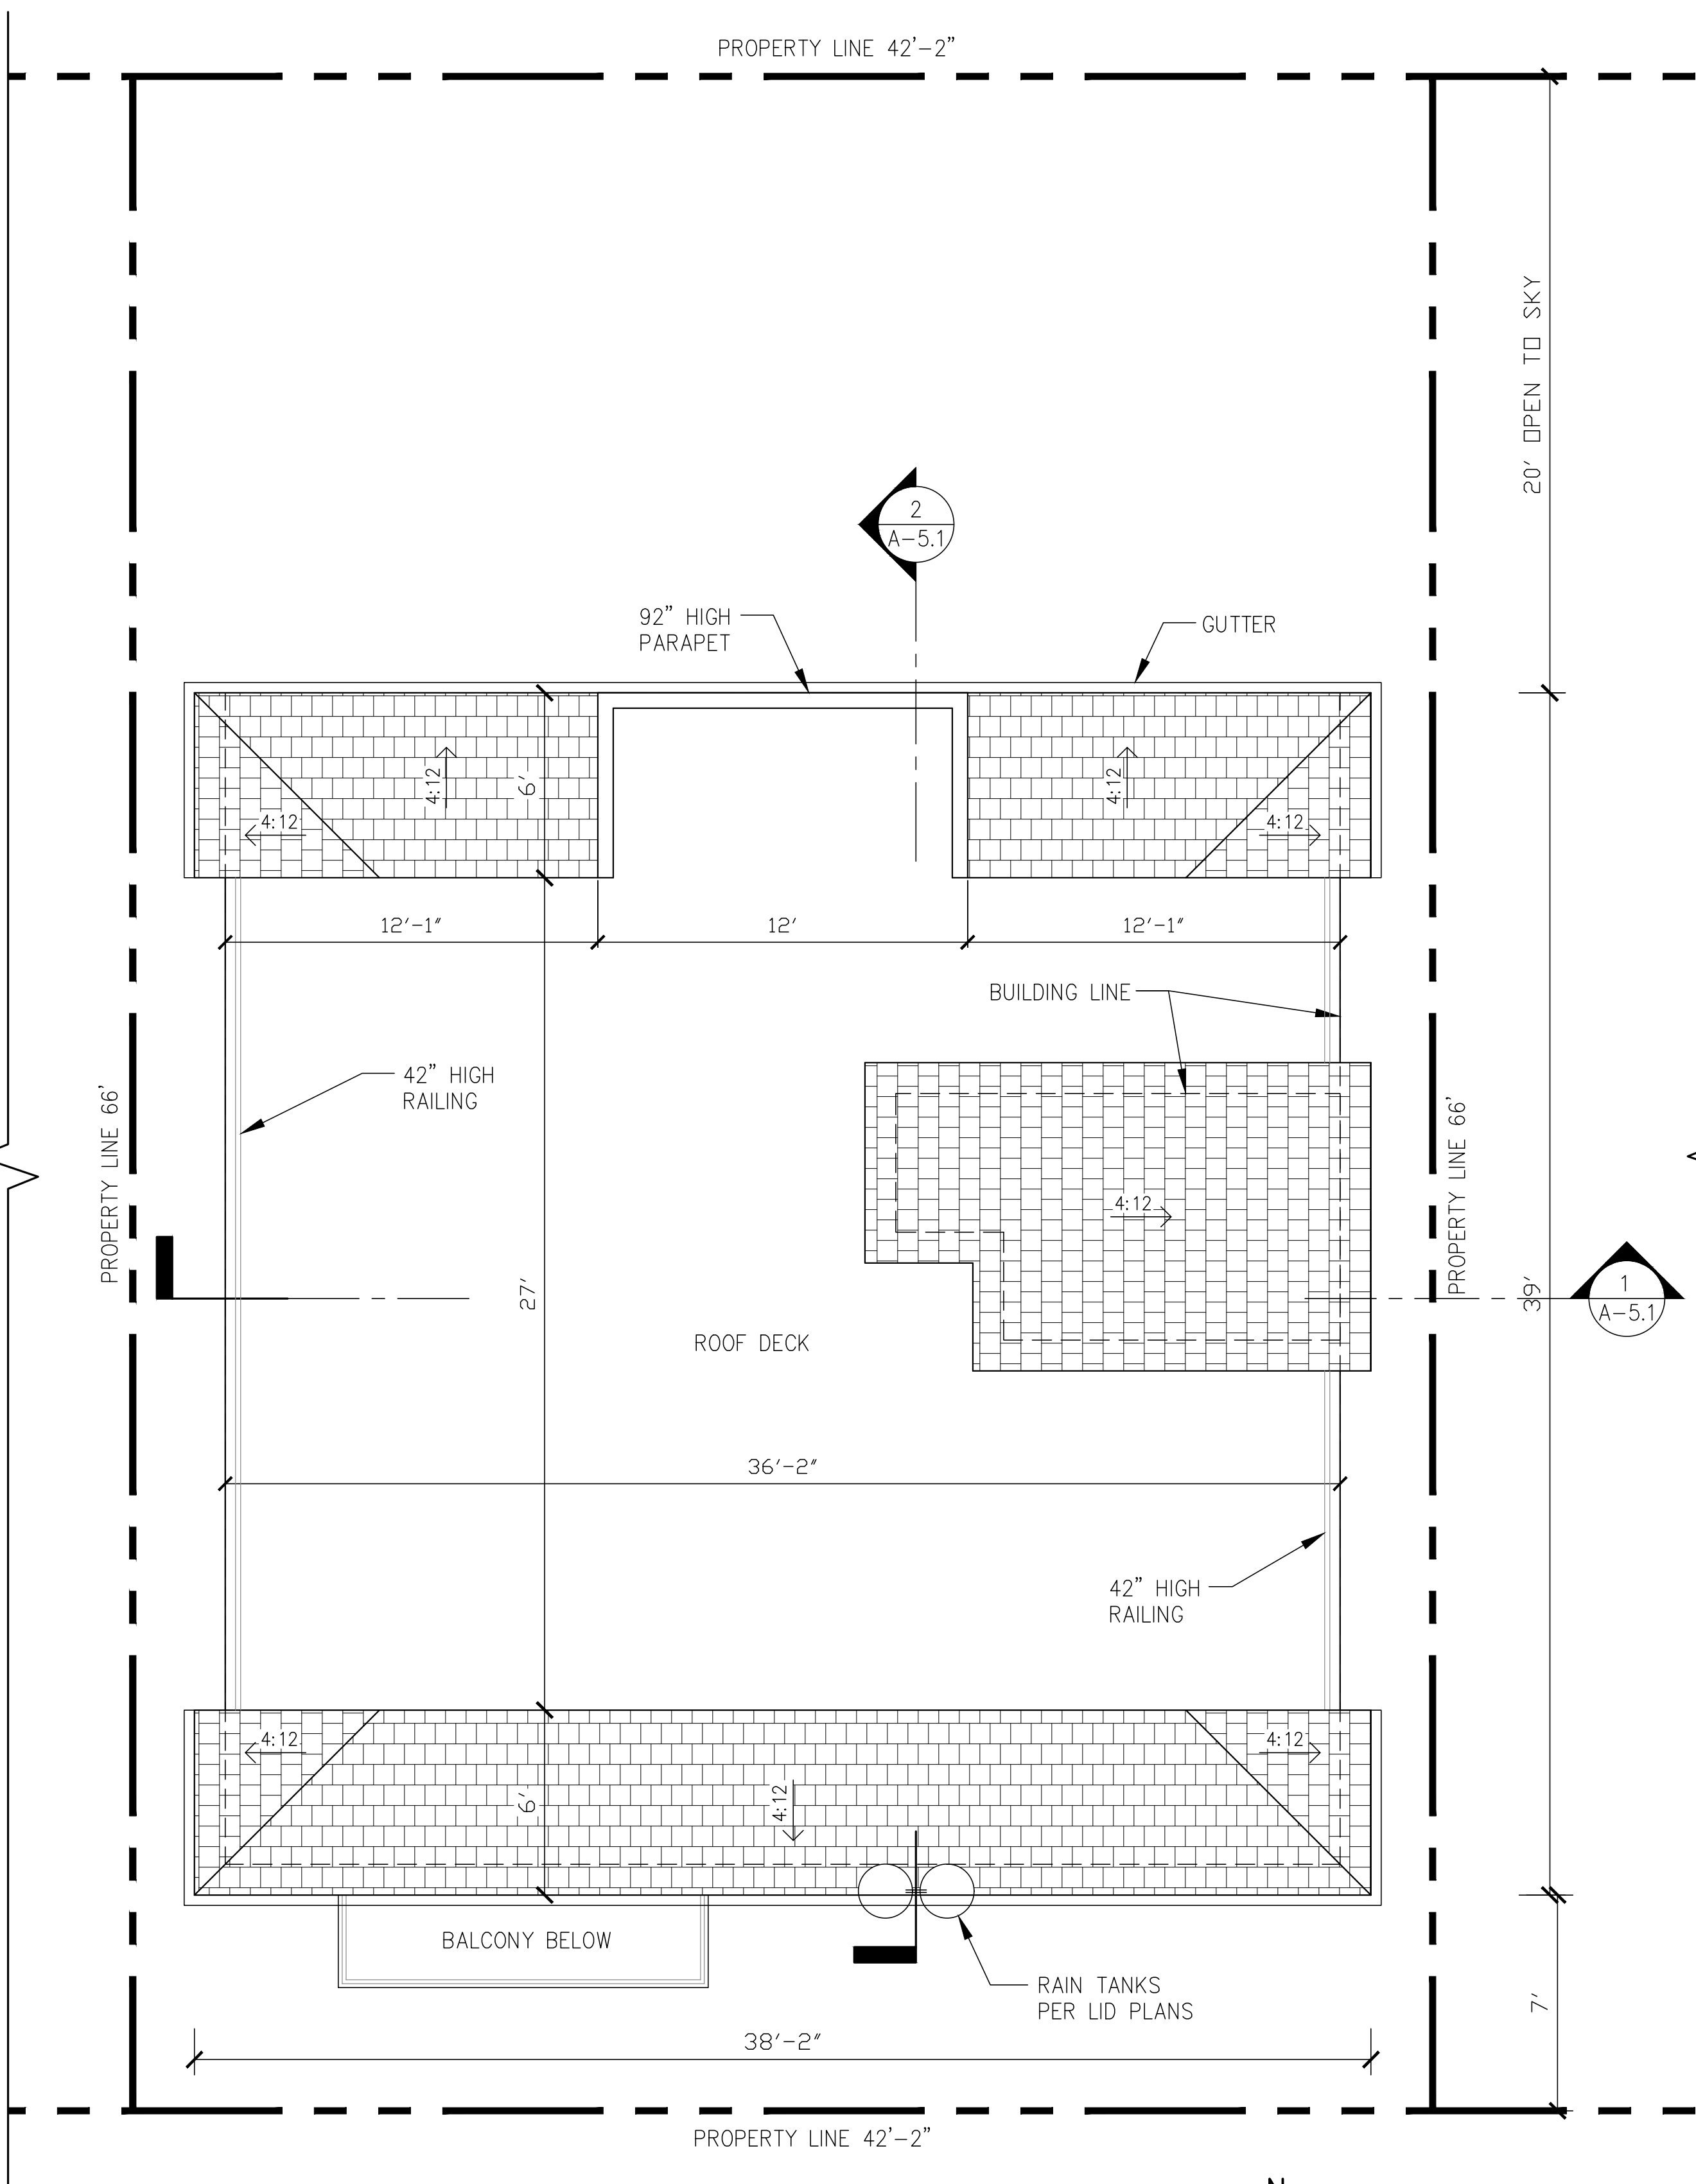 PROPERTY LINE 42'-2"
20' OPEN TO SKY
2
A-5.1
92" HIGH
PARAPET
GUTTER
4:12
6'
4:12
4:12
4:12
12'-1"
12'
12'-1"
BUILDING LINE
42" HIGH
RAILING
PROPERTY LINE 66'
PROPERTY LINE 66'
4:12
27'
39'
1
A-5.1
ROOF DECK
36'-2"
42" HIGH
RAILING
4:12
4:12
6'
4:12
BALCONY BELOW
RAIN TANKS
PER LID PLANS
7'
38'-2"
PROPERTY LINE 42'-2"